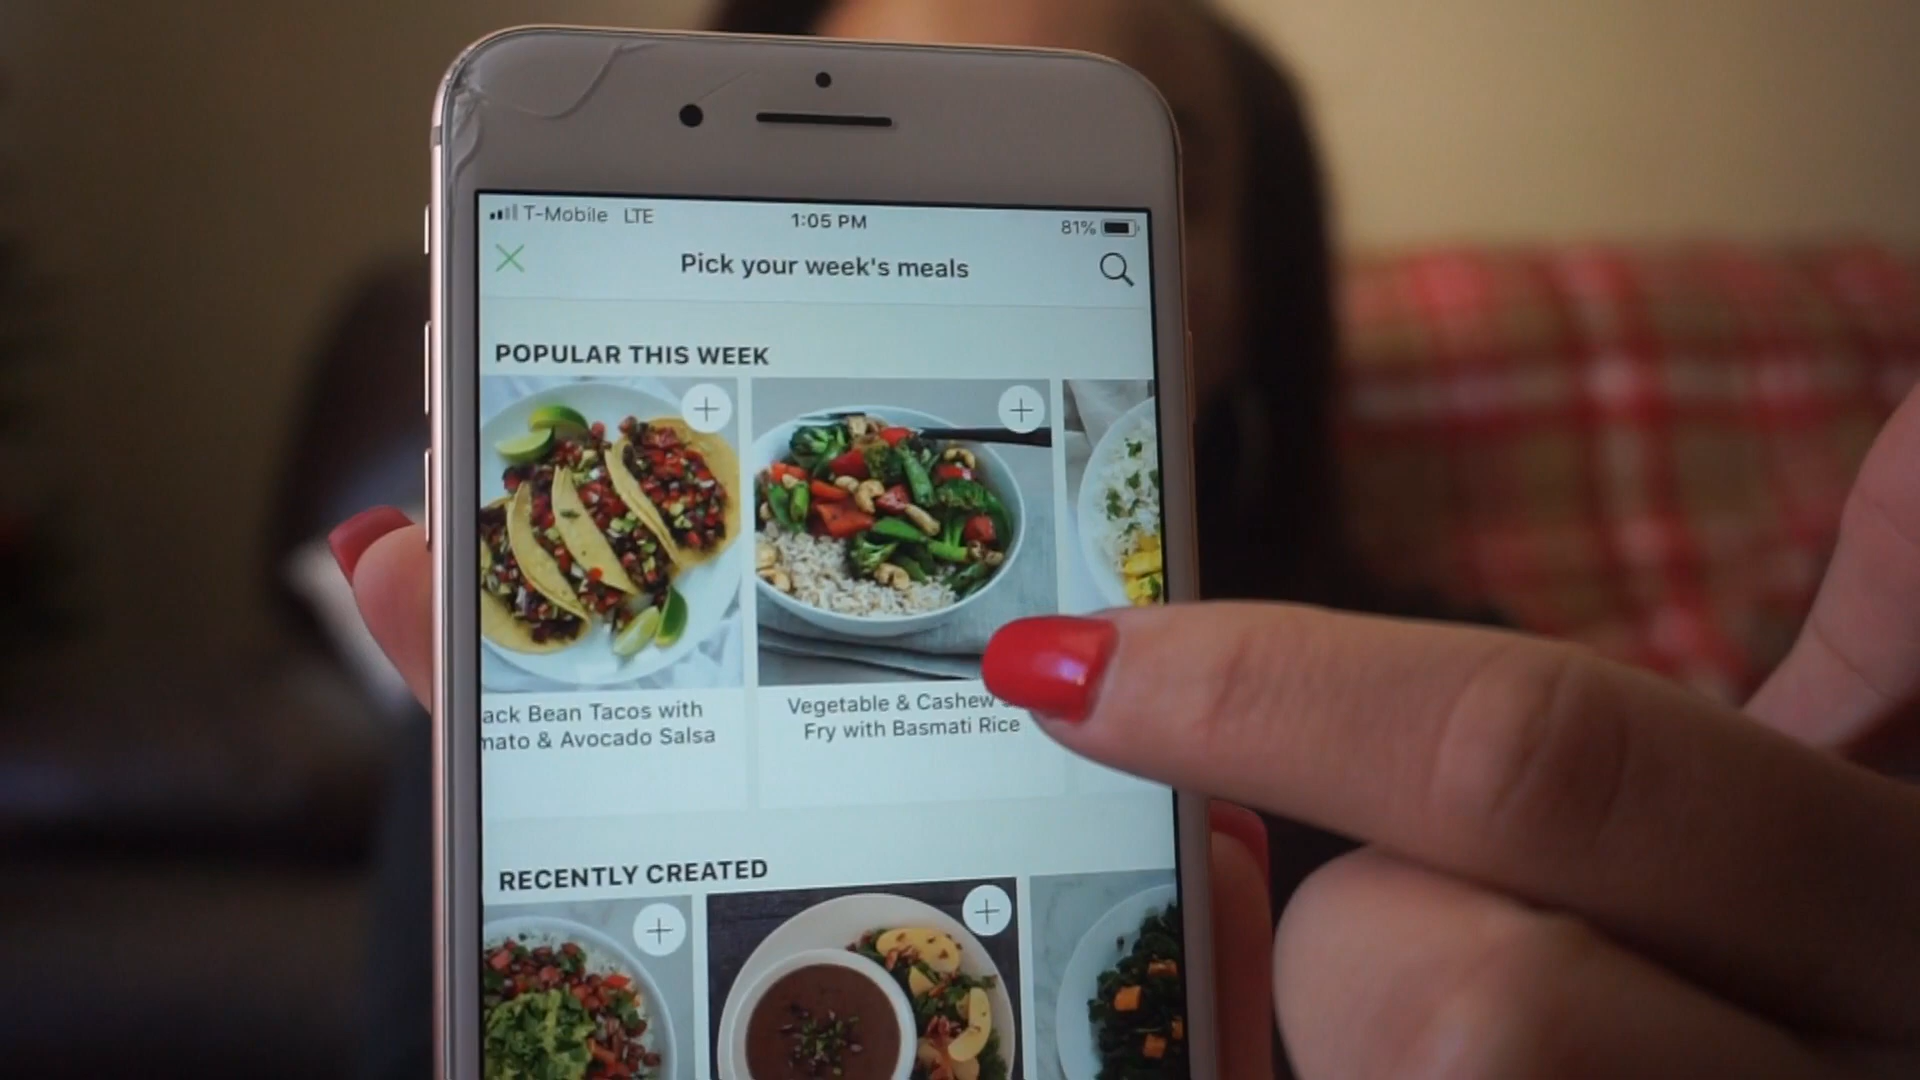 T-Mobile LTE 1:05 PM 81%
Pick your week's meals
POPULAR THIS WEEK
ack Bean Tacos with
mato & Avocado Salsa
Vegetable & Cashew
Fry with Basmati Rice
RECENTLY CREATED